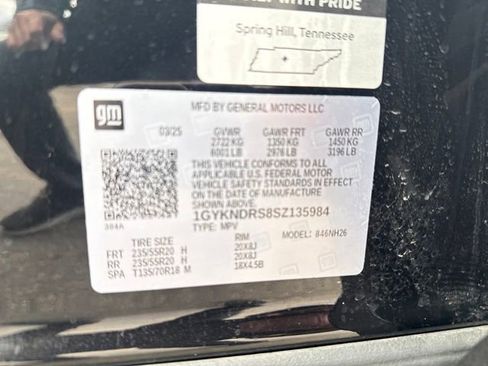 WITH PRIDE
Spring Hill, Tennessee
gm
MFD BY GENERAL MOTORS LLC
03/25 GVWR GAWR FRT GAWR RR
2722 KG 1350 KG 1450 KG
6001 LB 2976 LB 3196 LB
THIS VEHICLE CONFORMS TO ALL
APPLICABLE U.S. FEDERAL MOTOR
VEHICLE SAFETY STANDARDS IN EFFECT
ON THE DATE OF MANUFACTURE
SHOWN ABOVE.
1GYKNDRS8SZ135984
TYPE: MPV
384A
MODEL: 846NH26
TIRE SIZE RIM
FRT 235/55R20 H 20X8J
RR 235/55R20 H 20X8J
SPA T135/70R18 M 18X4.5B